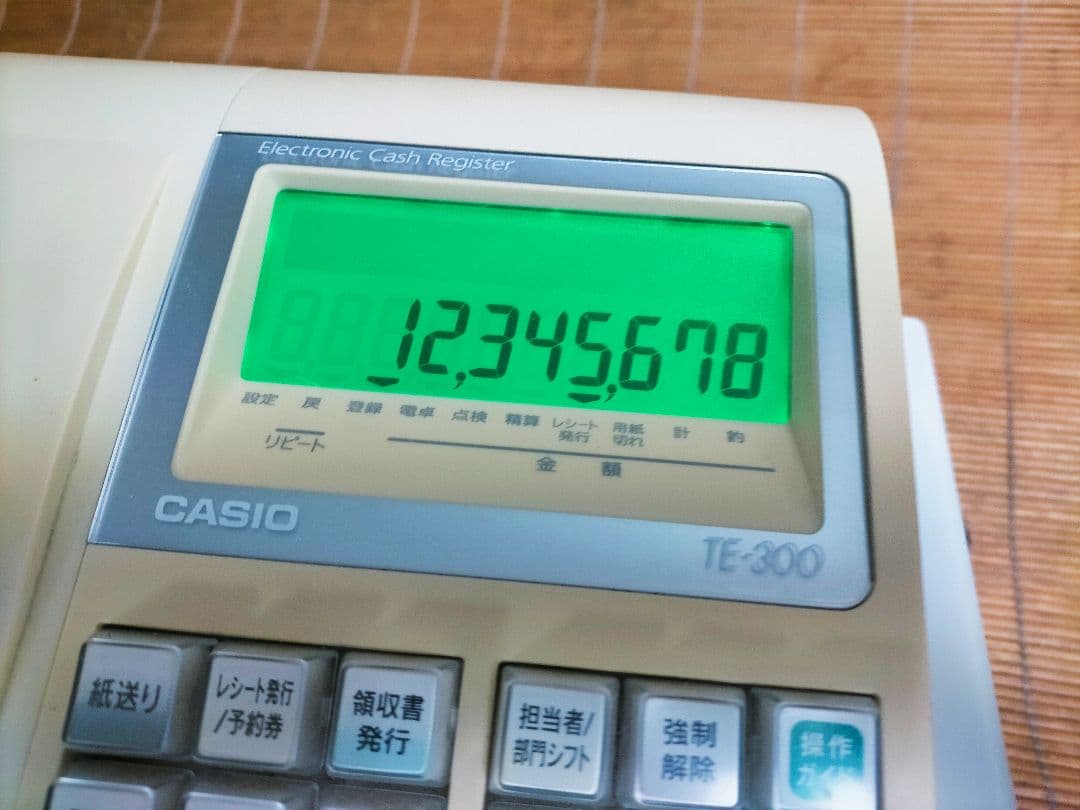 Electronic Cash Register
12,345,678
設定 戻 登録 電卓 点検 精算 レシート発行 用紙切れ 計 釣
リピート 金額
CASIO
TE-300
紙送り
レシート発行/予約券
領収書発行
担当者/部門シフト
強制解除
操作ガイド